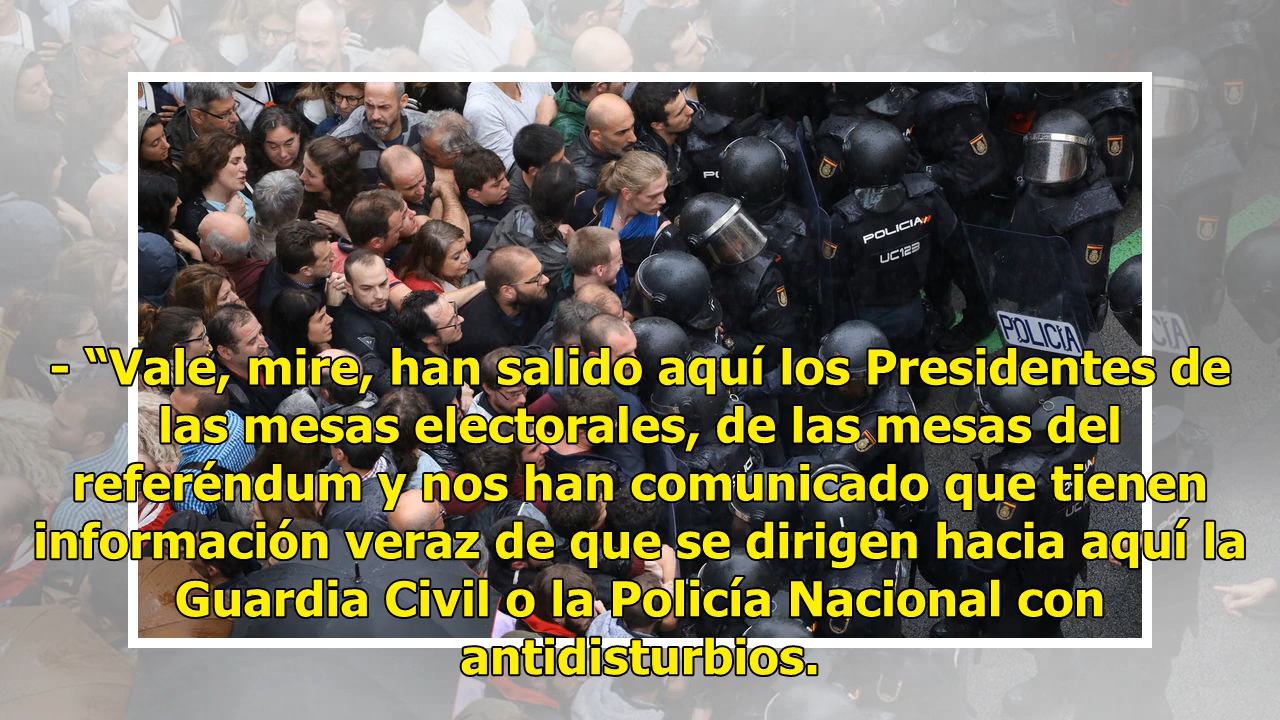 POLICIA
UC123
POLICIA
- “Vale, mire, han salido aquí los Presidentes de
las mesas electorales, de las mesas del
referéndum y nos han comunicado que tienen
información veraz de que se dirigen hacia aquí la
Guardia Civil o la Policía Nacional con
antidisturbios.